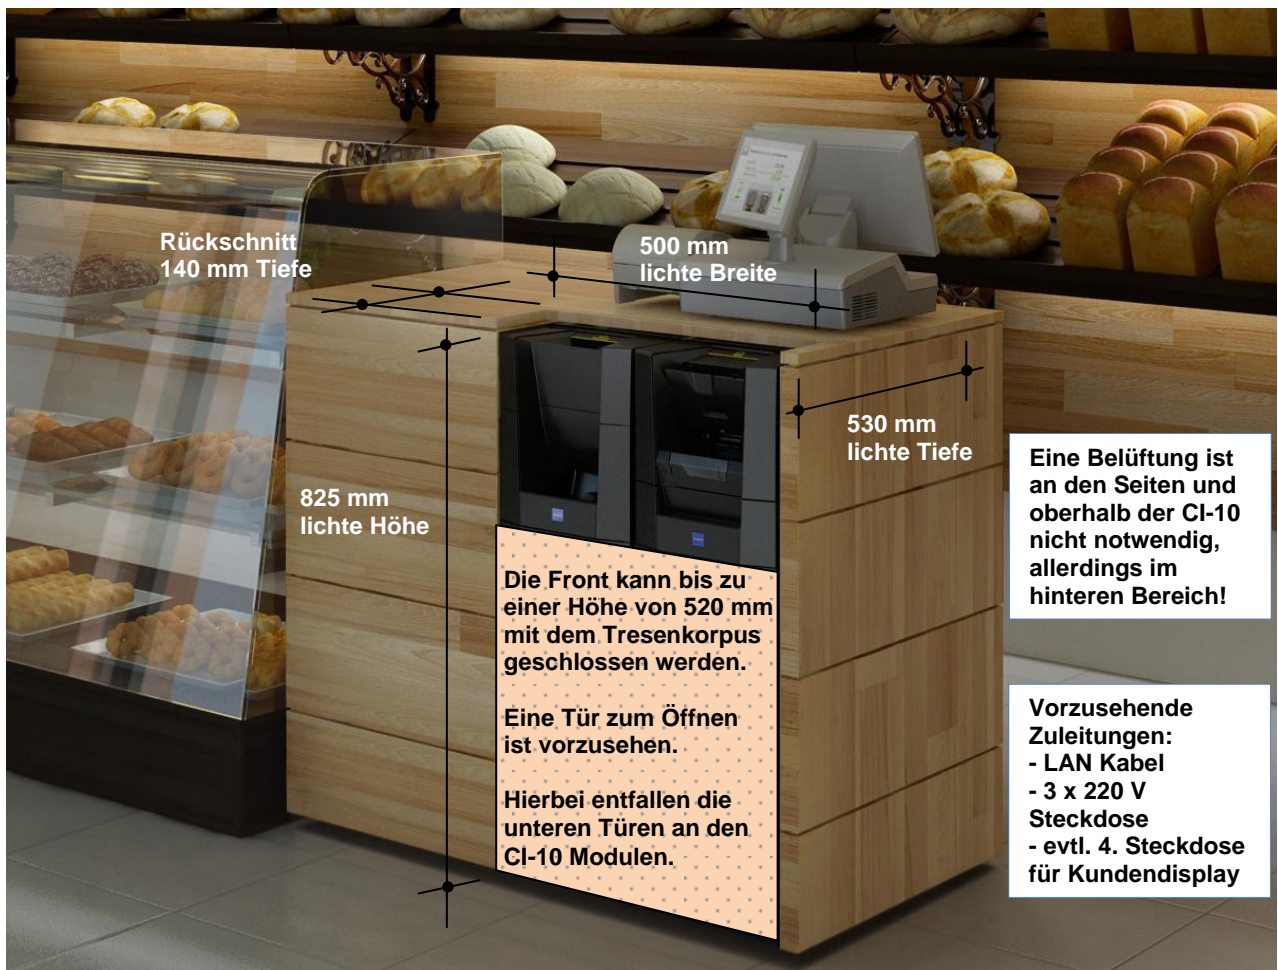 Rückschnitt
140 mm Tiefe
500 mm
lichte Breite
530 mm
lichte Tiefe
825 mm
lichte Höhe
Eine Belüftung ist
an den Seiten und
oberhalb der CI-10
nicht notwendig,
allerdings im
hinteren Bereich!
Die Front kann bis zu
einer Höhe von 520 mm
mit dem Tresenkorpus
geschlossen werden.
Eine Tür zum Öffnen
ist vorzusehen.
Hierbei entfallen die
unteren Türen an den
CI-10 Modulen.
Vorzusehende
Zuleitungen:
- LAN Kabel
- 3 x 220 V
Steckdose
- evtl. 4. Steckdose
für Kundendisplay